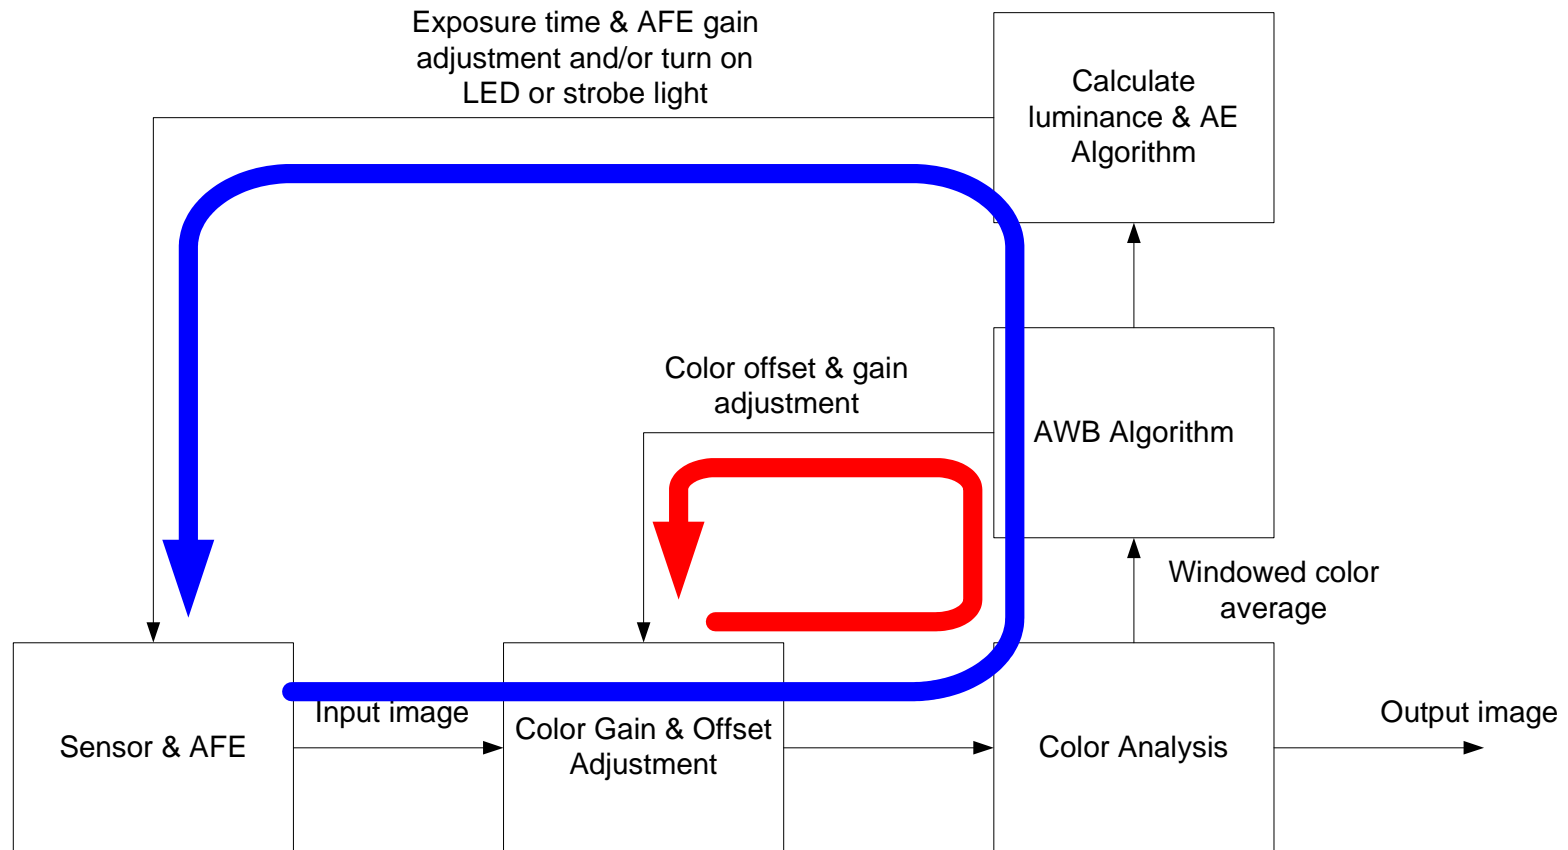 Exposure time & AFE gain
adjustment and/or turn on
LED or strobe light
Calculate
luminance & AE
Algorithm
Color offset & gain
adjustment
AWB Algorithm
Windowed color
average
Sensor & AFE
Input image
Color Gain & Offset
Adjustment
Color Analysis
Output image